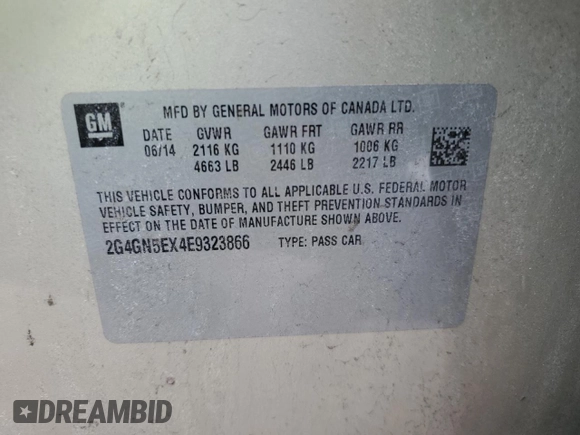 GM
MFD BY GENERAL MOTORS OF CANADA LTD.
DATE GVWR GAWR FRT GAWR RR
06/14 2116 KG 1110 KG 1006 KG
4663 LB 2446 LB 2217 LB
THIS VEHICLE CONFORMS TO ALL APPLICABLE U.S. FEDERAL MOTOR
VEHICLE SAFETY, BUMPER, AND THEFT PREVENTION STANDARDS IN
EFFECT ON THE DATE OF MANUFACTURE SHOWN ABOVE.
2G4GN5EX4E9323866 TYPE: PASS CAR
DREAMBID